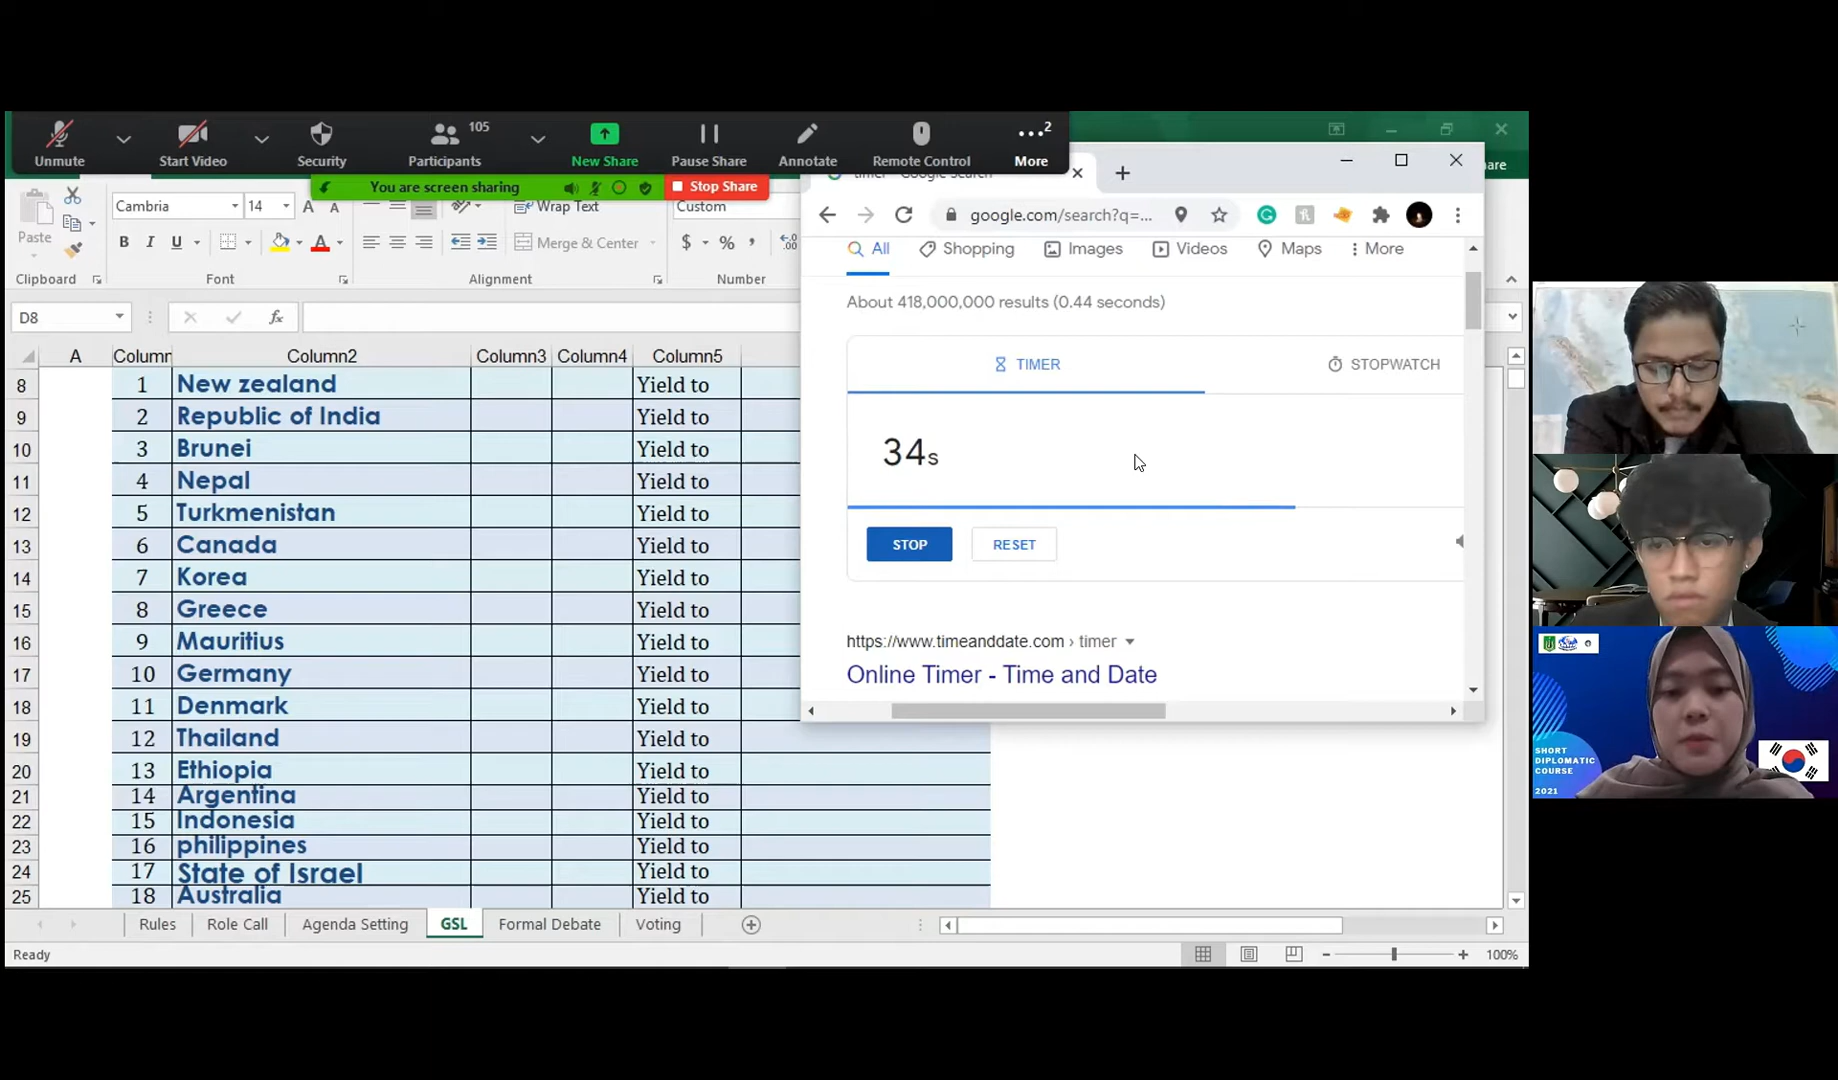 Unmute
Start Video
Security
Participants 105
New Share
Pause Share
Annotate
Remote Control
More 2
You are screen sharing
Stop Share
Paste
Cambria 14
Wrap Text
Custom
B I U
Merge & Center
$ % ,
Clipboard
Font
Alignment
Number
D8
fx
A Column Column2 Column3 Column4 Column5
8 1 New zealand Yield to
9 2 Republic of India Yield to
10 3 Brunei Yield to
11 4 Nepal Yield to
12 5 Turkmenistan Yield to
13 6 Canada Yield to
14 7 Korea Yield to
15 8 Greece Yield to
16 9 Mauritius Yield to
17 10 Germany Yield to
18 11 Denmark Yield to
19 12 Thailand Yield to
20 13 Ethiopia Yield to
21 14 Argentina Yield to
22 15 Indonesia Yield to
23 16 philippines Yield to
24 17 State of Israel Yield to
25 18 Australia Yield to
Rules
Role Call
Agenda Setting
GSL
Formal Debate
Voting
Ready
100%
google.com/search?q=...
All
Shopping
Images
Videos
Maps
More
About 418,000,000 results (0.44 seconds)
TIMER
STOPWATCH
34s
STOP
RESET
https://www.timeanddate.com › timer
Online Timer - Time and Date
SHORT
DIPLOMATIC
COURSE
2021